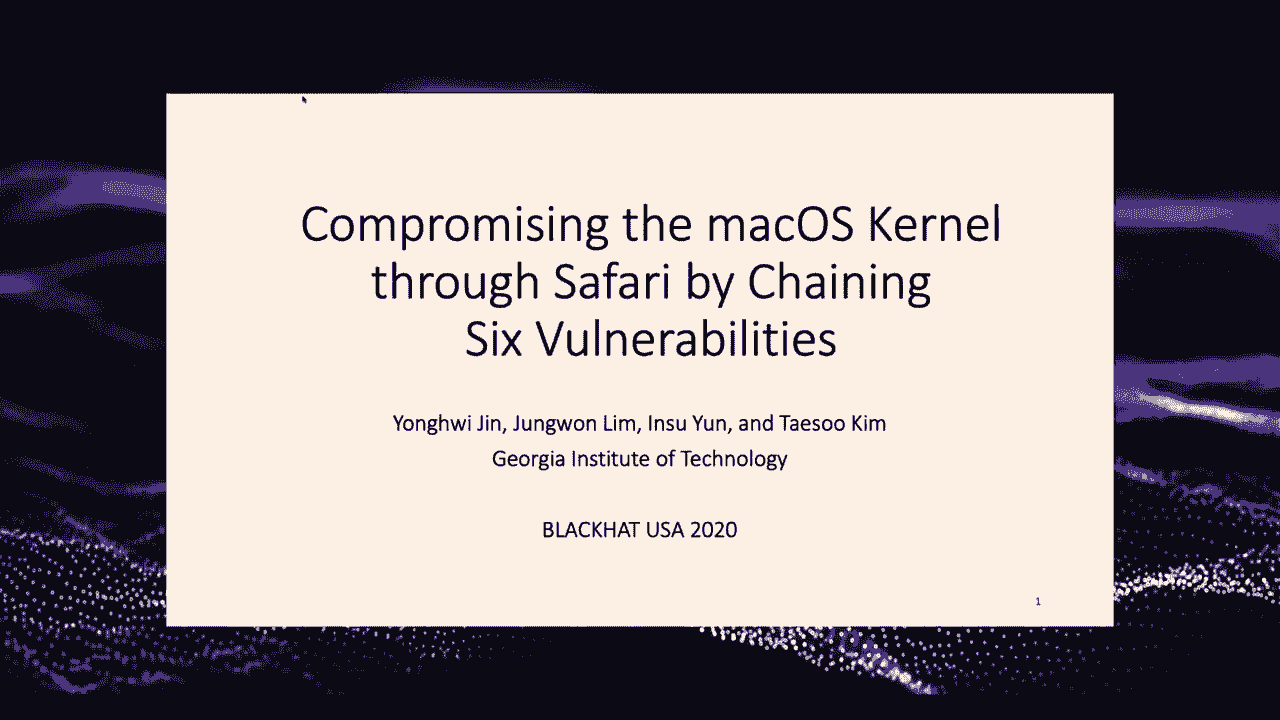 Compromising the macOS Kernel
through Safari by Chaining
Six Vulnerabilities
Yonghwi Jin, Jungwon Lim, Insu Yun, and Taesoo Kim
Georgia Institute of Technology
BLACKHAT USA 2020
1